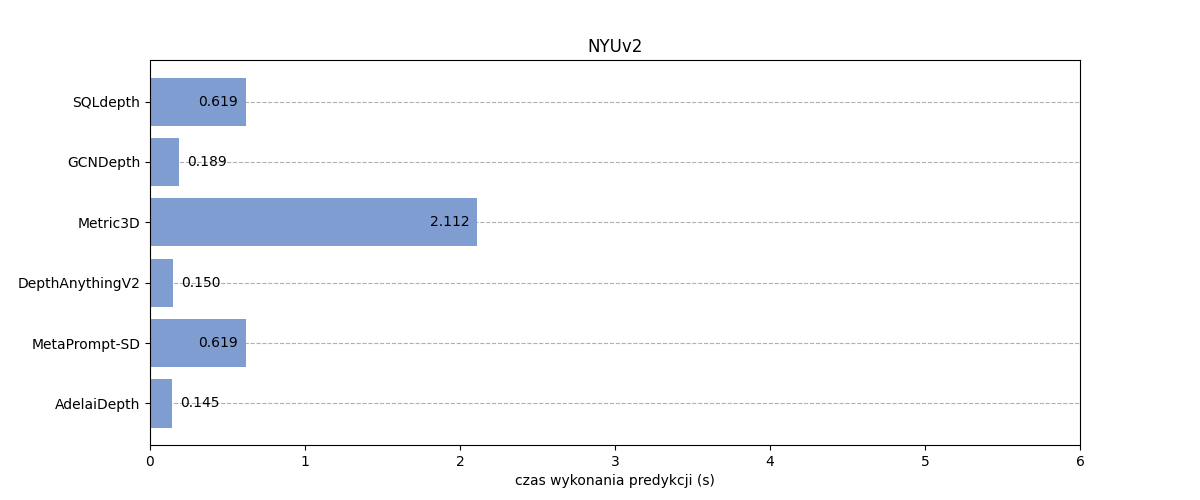 NYUv2
SQLdepth 0.619
GCNDepth 0.189
Metric3D 2.112
DepthAnythingV2 0.150
MetaPrompt-SD 0.619
AdelaiDepth 0.145
0 1 2 3 4 5 6
czas wykonania predykcji (s)